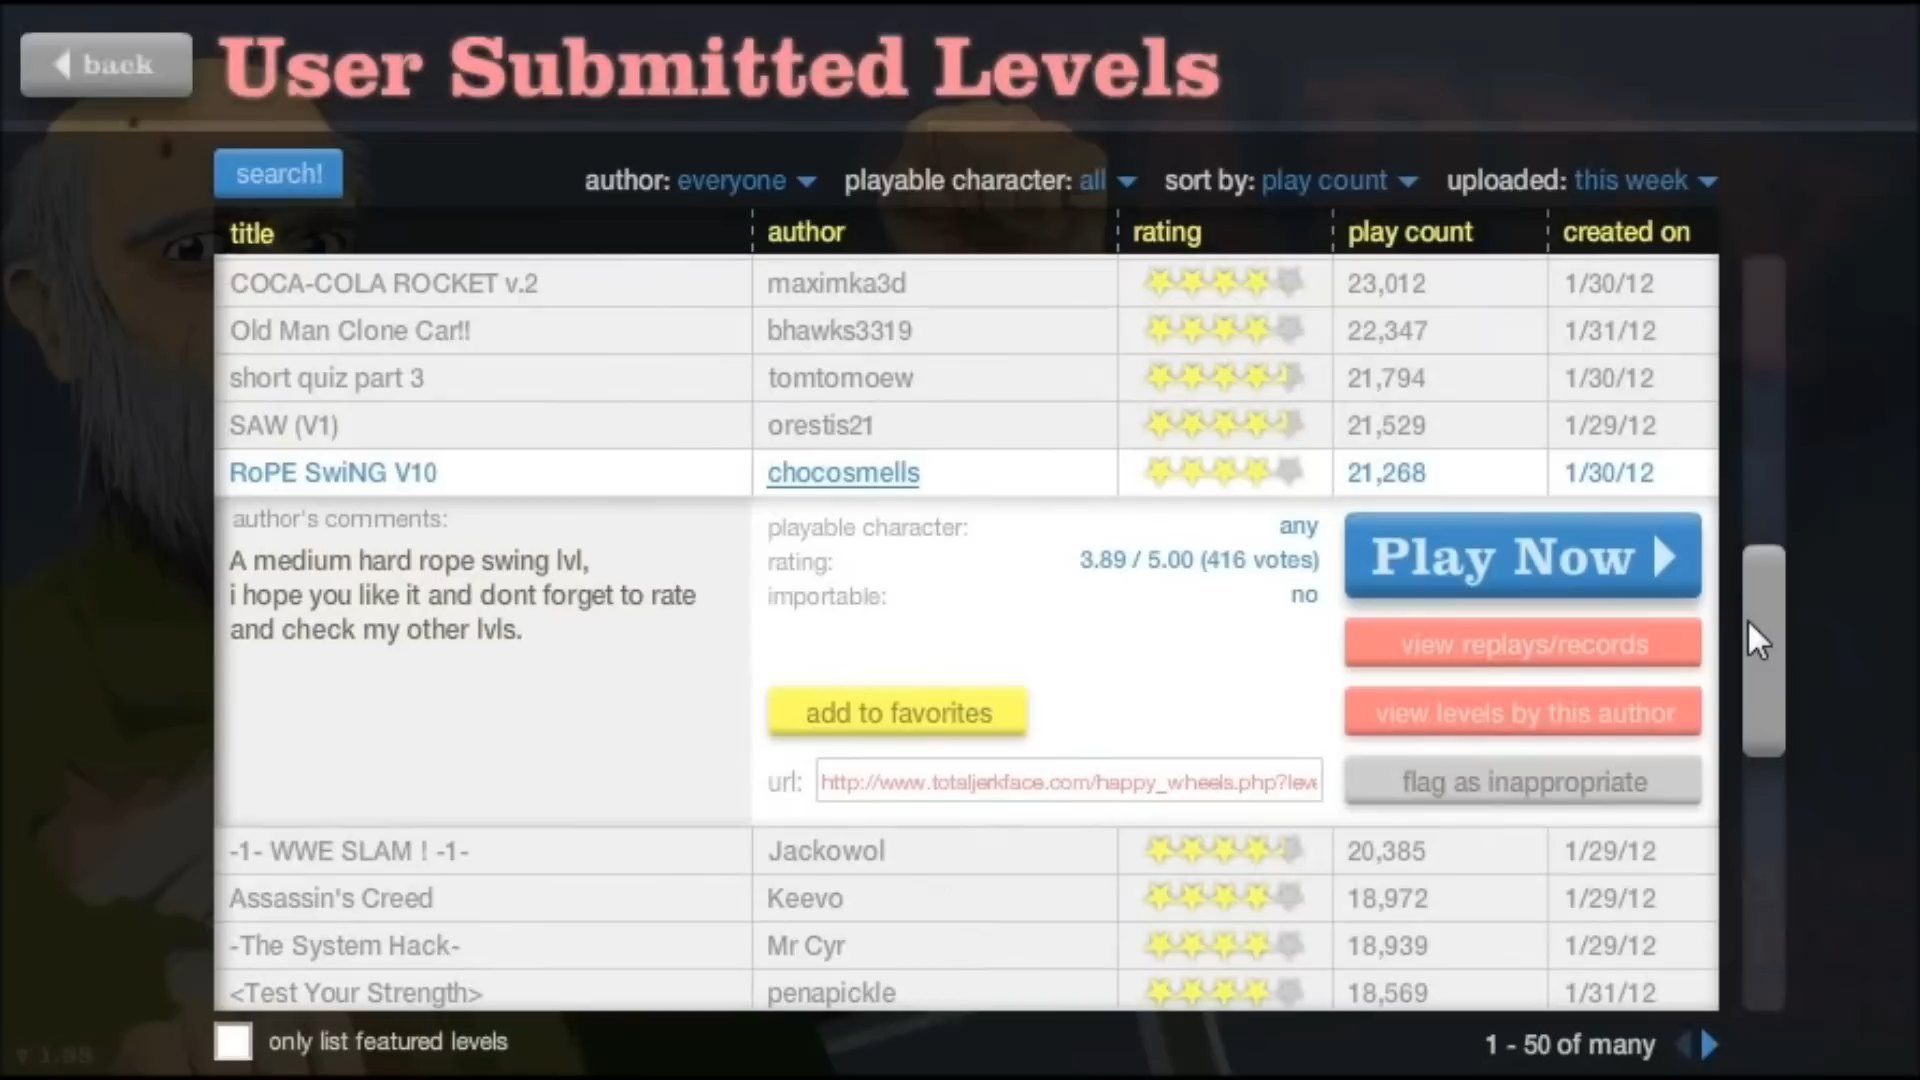 back
User Submitted Levels
search!
author: everyone playable character: all sort by: play count uploaded: this week
title author rating play count created on
COCA-COLA ROCKET v.2 maximka3d 23,012 1/30/12
Old Man Clone Car!! bhawks3319 22,347 1/31/12
short quiz part 3 tomtomoew 21,794 1/30/12
SAW (V1) orestis21 21,529 1/29/12
RoPE SwiNG V10 chocosmells 21,268 1/30/12
author's comments:
A medium hard rope swing lvl,
i hope you like it and dont forget to rate
and check my other lvls.
playable character: any
rating: 3.89 / 5.00 (416 votes)
importable: no
add to favorites
url: http://www.totaljerkface.com/happy_wheels.php?leve
Play Now
view replays/records
view levels by this author
flag as inappropriate
-1- WWE SLAM ! -1- Jackowol 20,385 1/29/12
Assassin's Creed Keevo 18,972 1/29/12
-The System Hack- Mr Cyr 18,939 1/29/12
<Test Your Strength> penapickle 18,569 1/31/12
only list featured levels
1 - 50 of many